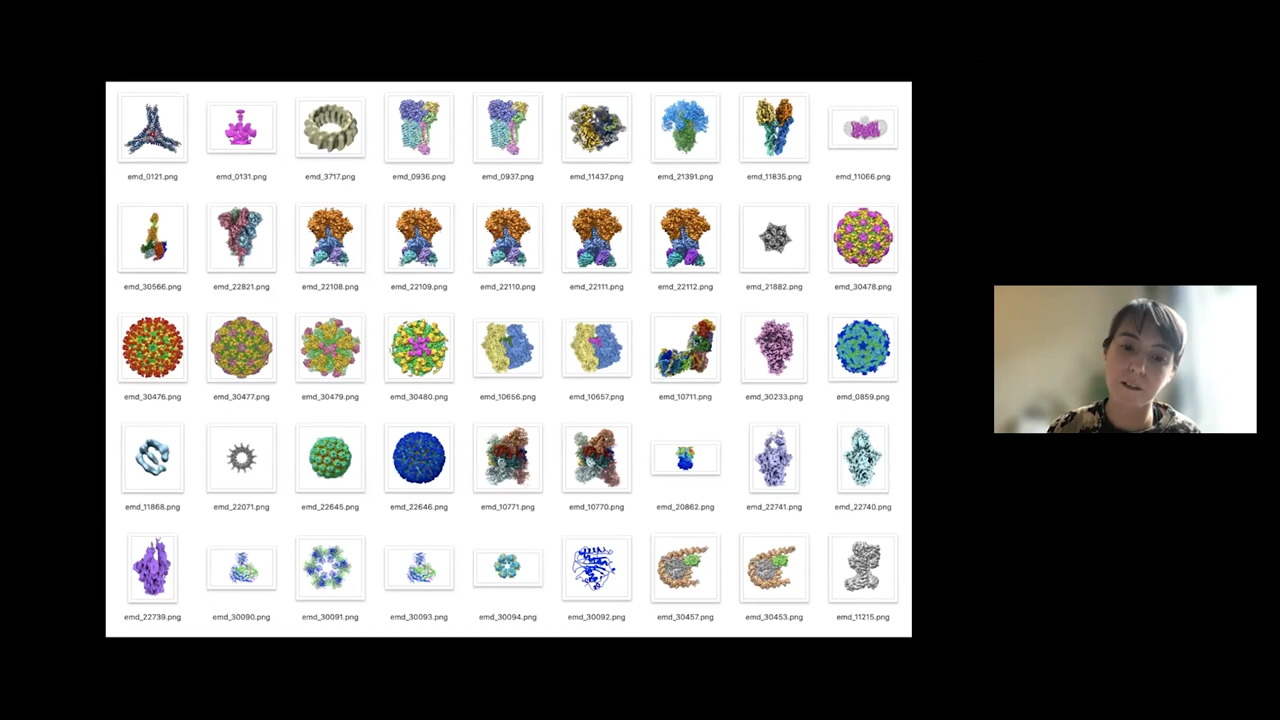 emd_0121.png emd_0131.png emd_3717.png emd_0936.png emd_0937.png emd_11437.png emd_21391.png emd_11835.png emd_11066.png
emd_30566.png emd_22821.png emd_22108.png emd_22109.png emd_22110.png emd_22111.png emd_22112.png emd_21882.png emd_30478.png
emd_30476.png emd_30477.png emd_30479.png emd_30480.png emd_10656.png emd_10657.png emd_10711.png emd_30233.png emd_0859.png
emd_11868.png emd_22071.png emd_22645.png emd_22646.png emd_10771.png emd_10770.png emd_20862.png emd_22741.png emd_22740.png
emd_22739.png emd_30090.png emd_30091.png emd_30093.png emd_30094.png emd_30092.png emd_30457.png emd_30453.png emd_11215.png